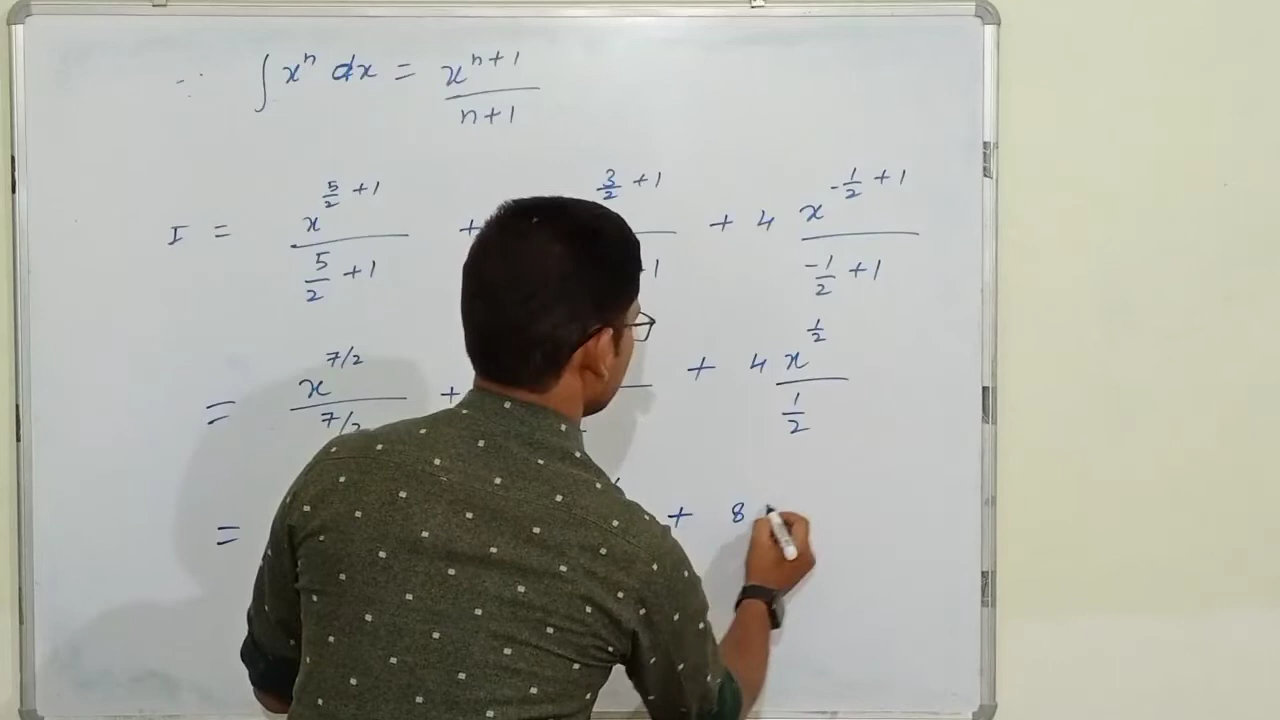 ∵ ∫ xⁿ dx = x^(n+1) / (n+1)
I = x^(5/2 + 1) / (5/2 + 1) + 3/2 + 1 / 1 + 4 x^(-1/2 + 1) / (-1/2 + 1)
= x^(7/2) / (7/2) + + 4 x^(1/2) / (1/2)
= + 8